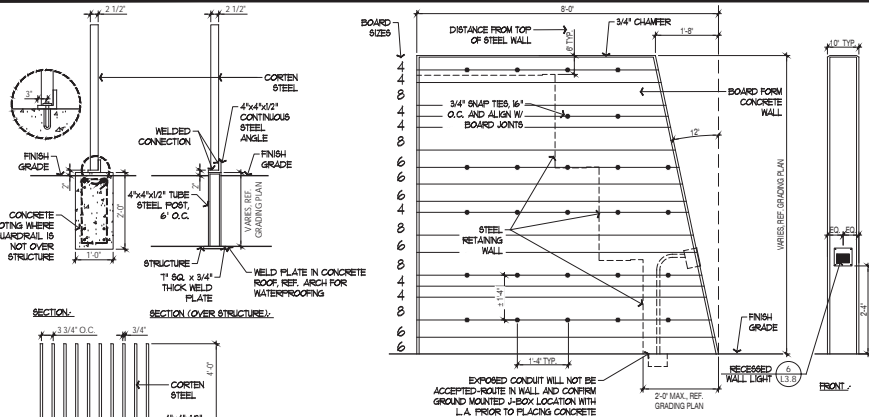 2 1/2"
2 1/2"
3"
CORTEN
STEEL
4"x4"x1/2"
CONTINUOUS
STEEL
ANGLE
WELDED
CONNECTION
FINISH
GRADE
FINISH
GRADE
2"
2"
4"x4"x1/2" TUBE
STEEL POST,
6' O.C.
2'-0"
VARIES, REF.
GRADING PLAN
CONCRETE
OTING WHERE
UARDRAIL IS
NOT OVER
STRUCTURE
1'-0"
STRUCTURE
7" SQ. x 3/4"
THICK WELD
PLATE
WELD PLATE IN CONCRETE
ROOF, REF. ARCH FOR
WATERPROOFING
SECTION:
SECTION (OVER STRUCTURE):
3 3/4" O.C.
3/4"
4'-0"
CORTEN
STEEL
BOARD
SIZES
8'-0"
DISTANCE FROM TOP
OF STEEL WALL
6" TYP.
3/4" CHAMFER
1'-8"
10" TYP.
4
4
8
4
4
8
6
6
8
4
8
6
8
4
4
8
6
6
3/4" SNAP TIES, 16"
O.C. AND ALIGN W/
BOARD JOINTS
BOARD FORM
CONCRETE
WALL
12°
STEEL
RETAINING
WALL
VARIES, REF. GRADING PLAN
EQ.
EQ.
± 1'-4"
1'-4" TYP.
FINISH
GRADE
2'-4"
RECESSED
WALL LIGHT
6
L3.8
FRONT:
EXPOSED CONDUIT WILL NOT BE
ACCEPTED-ROUTE IN WALL AND CONFIRM
GROUND MOUNTED J-BOX LOCATION WITH
L.A. PRIOR TO PLACING CONCRETE
2'-0" MAX., REF.
GRADING PLAN